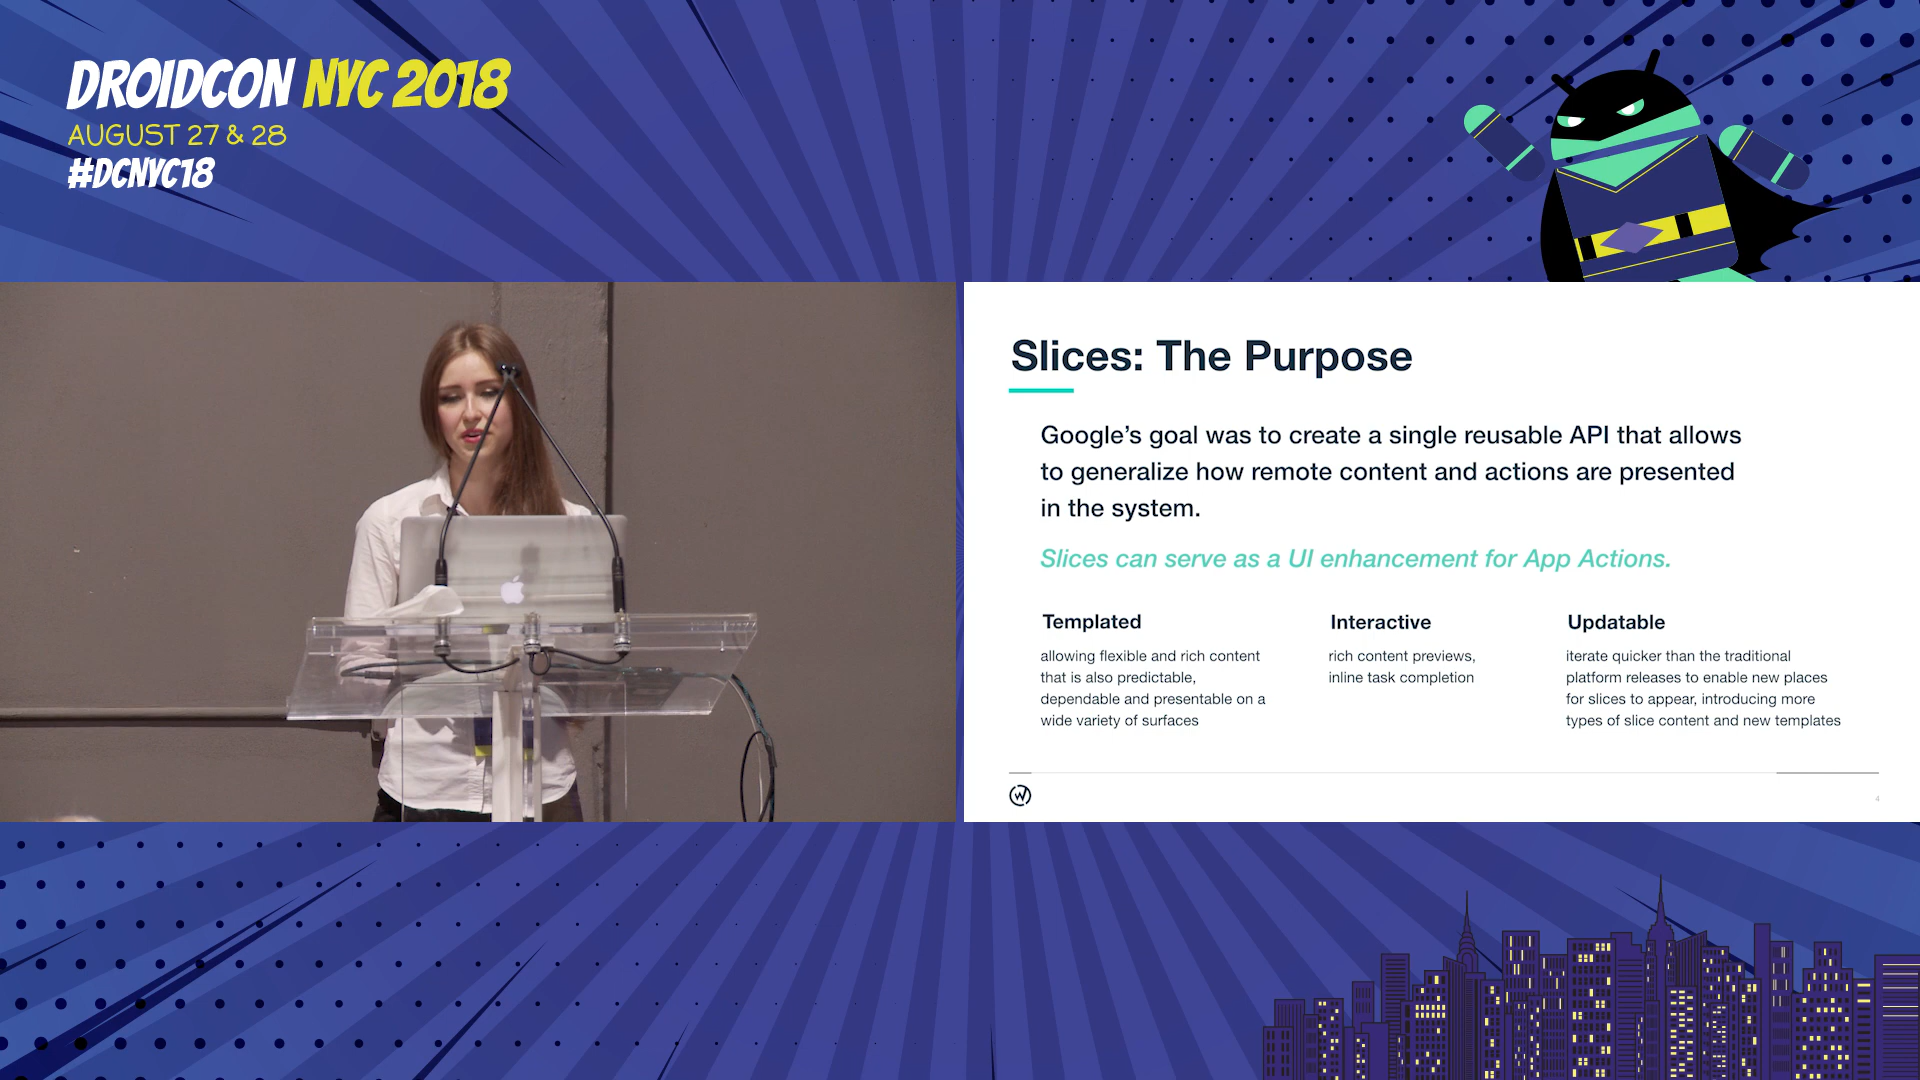 DROIDCON NYC 2018
AUGUST 27 & 28
#DCNYC18
Slices: The Purpose
Google’s goal was to create a single reusable API that allows
to generalize how remote content and actions are presented
in the system.
Slices can serve as a UI enhancement for App Actions.
Templated
allowing flexible and rich content
that is also predictable,
dependable and presentable on a
wide variety of surfaces
Interactive
rich content previews,
inline task completion
Updatable
iterate quicker than the traditional
platform releases to enable new places
for slices to appear, introducing more
types of slice content and new templates
4